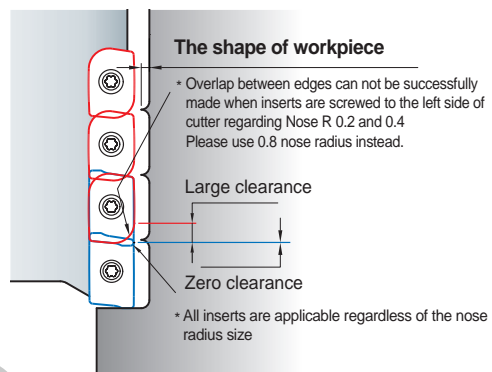 The shape of workpiece
* Overlap between edges can not be successfully
made when inserts are screwed to the left side of
cutter regarding Nose R 0.2 and 0.4
Please use 0.8 nose radius instead.
Large clearance
Zero clearance
* All inserts are applicable regardless of the nose
radius size